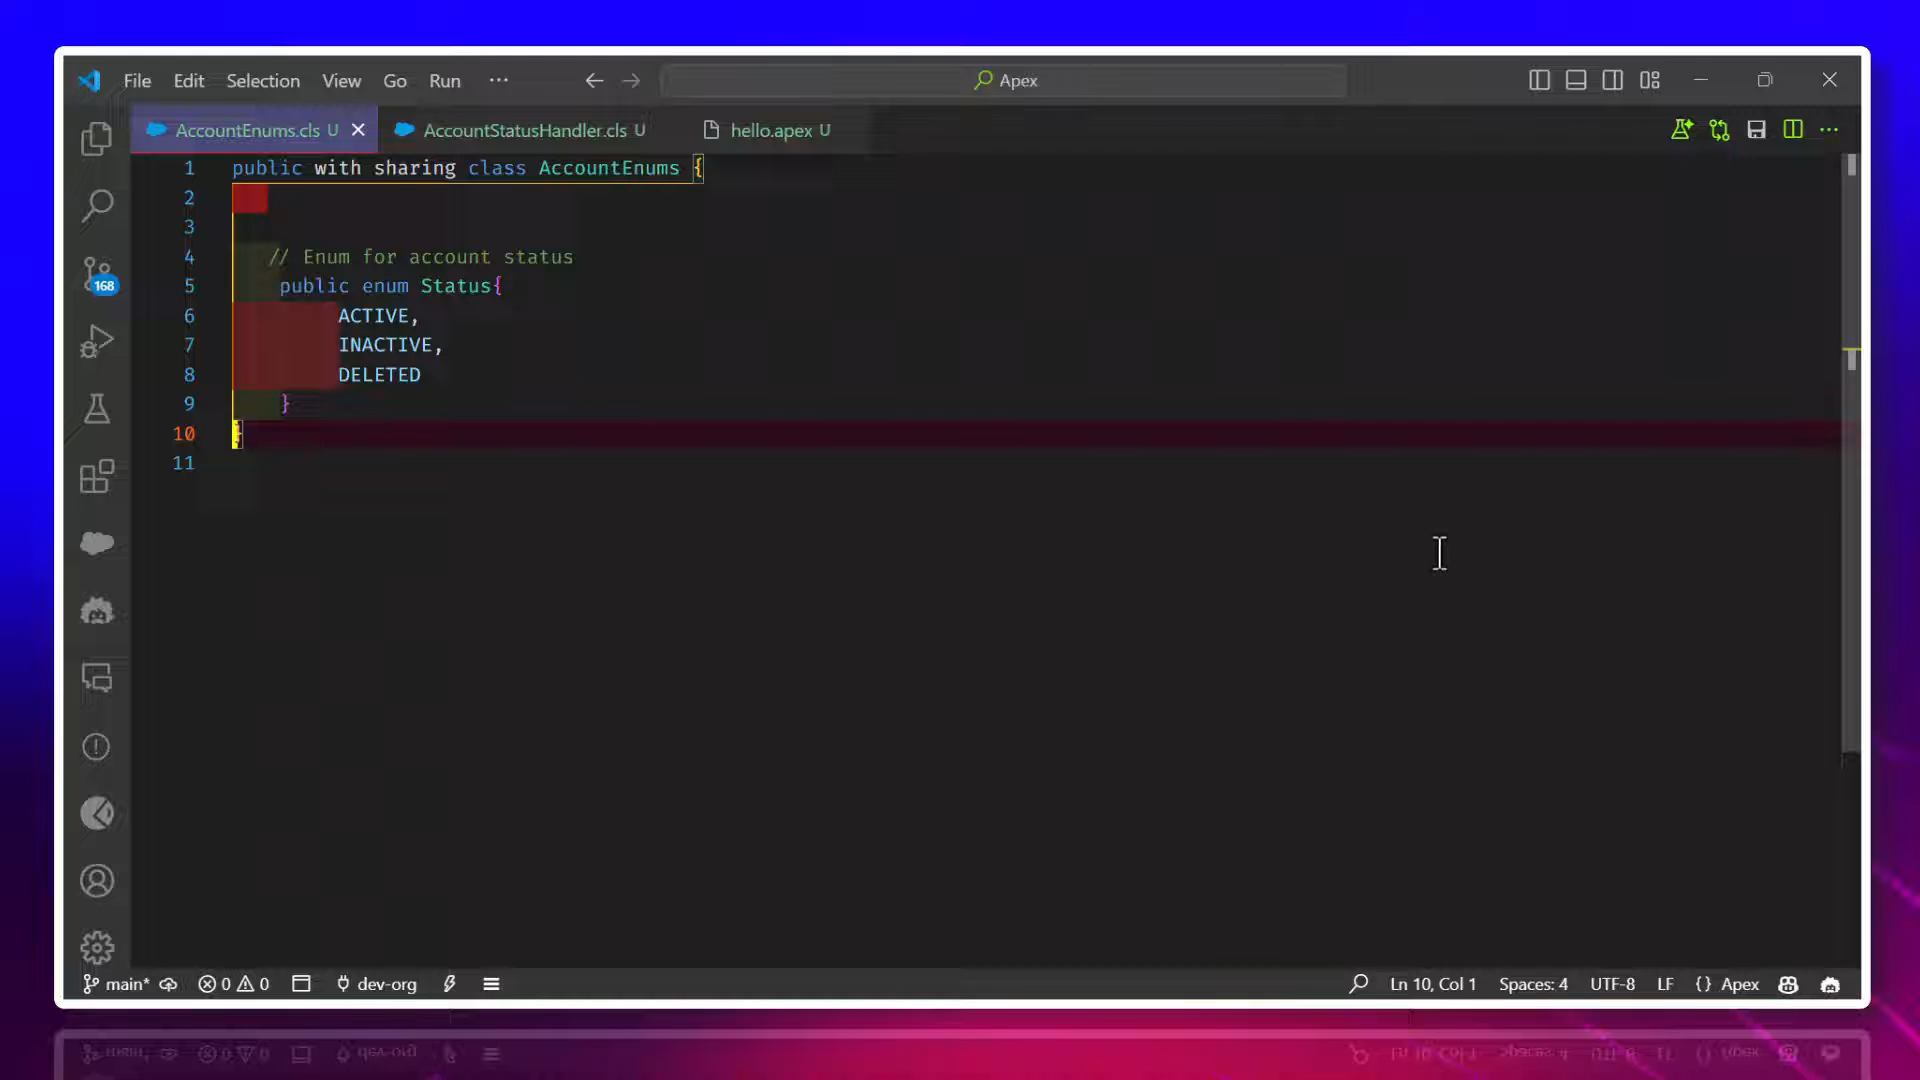 File Edit Selection View Go Run ··· Apex
AccountEnums.cls U AccountStatusHandler.cls U hello.apex U
1 public with sharing class AccountEnums {
2
3
4 // Enum for account status
5 public enum Status{
6 ACTIVE,
7 INACTIVE,
8 DELETED
9 }
10 }
11
168
main* 0 0 dev-org Ln 10, Col 1 Spaces: 4 UTF-8 LF {} Apex